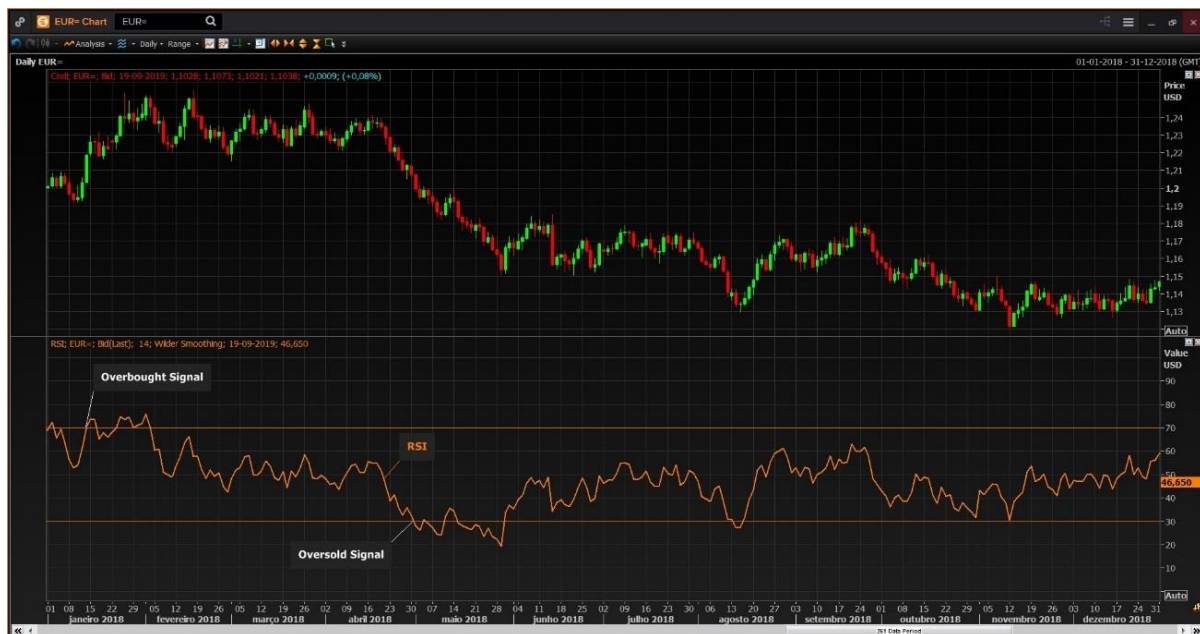 EUR= Chart EUR=
Analysis Daily Range
Daily EUR= 01-01-2018 - 31-12-2018 (GMT)
Cndl; EUR=; Bid; 19-09-2019; 1,1028; 1,1073; 1,1021; 1,1038; +0,0009; (+0,08%)
Price
USD
1,24
1,23
1,22
1,21
1,2
1,19
1,18
1,17
1,16
1,15
1,14
1,13
Auto
RSI; EUR=; Bid(Last); 14; Wilder Smoothing; 19-09-2019; 46,650
Value
USD
Overbought Signal
RSI
Oversold Signal
90
80
70
60
50
46,650
40
30
20
10
Auto
01 08 15 22 29 05 12 19 26 05 12 19 26 02 09 16 23 30 07 14 21 28 04 11 18 25 02 09 16 23 30 06 13 20 27 03 10 17 24 01 08 15 22 29 05 12 19 26 03 10 17 24 31
janeiro 2018 fevereiro 2018 março 2018 abril 2018 maio 2018 junho 2018 julho 2018 agosto 2018 setembro 2018 outubro 2018 novembro 2018 dezembro 2018
261 Data Period